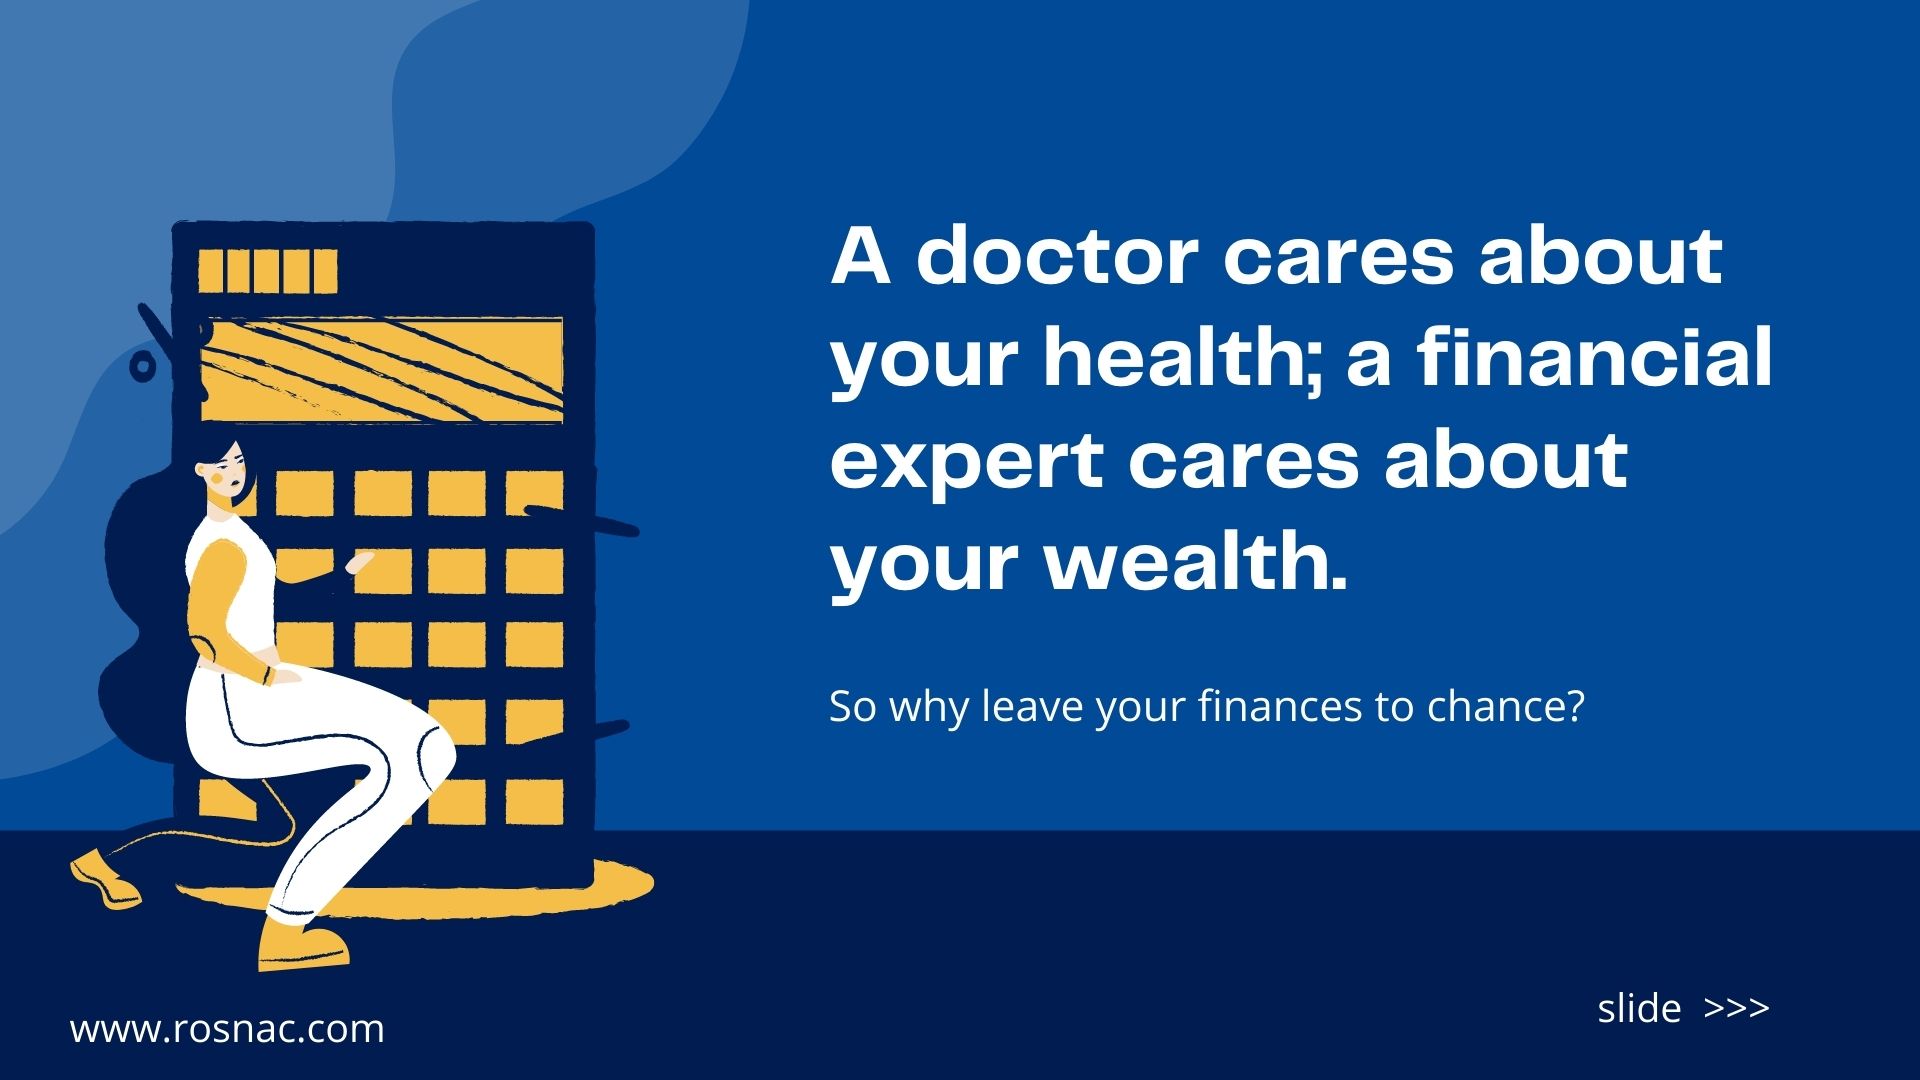 A doctor cares about
your health; a financial
expert cares about
your wealth.
So why leave your finances to chance?
www.rosnac.com
slide >>>